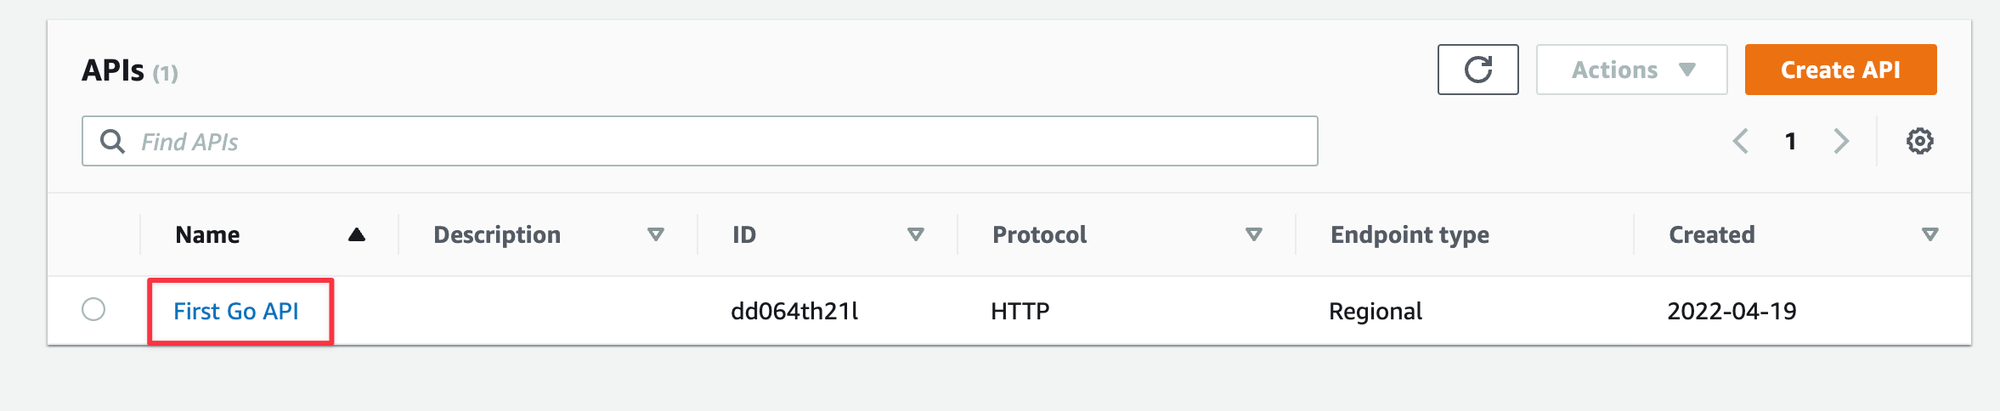 APIs (1)
Actions
Create API
Find APIs
1
Name Description ID Protocol Endpoint type Created
First Go API dd064th21l HTTP Regional 2022-04-19